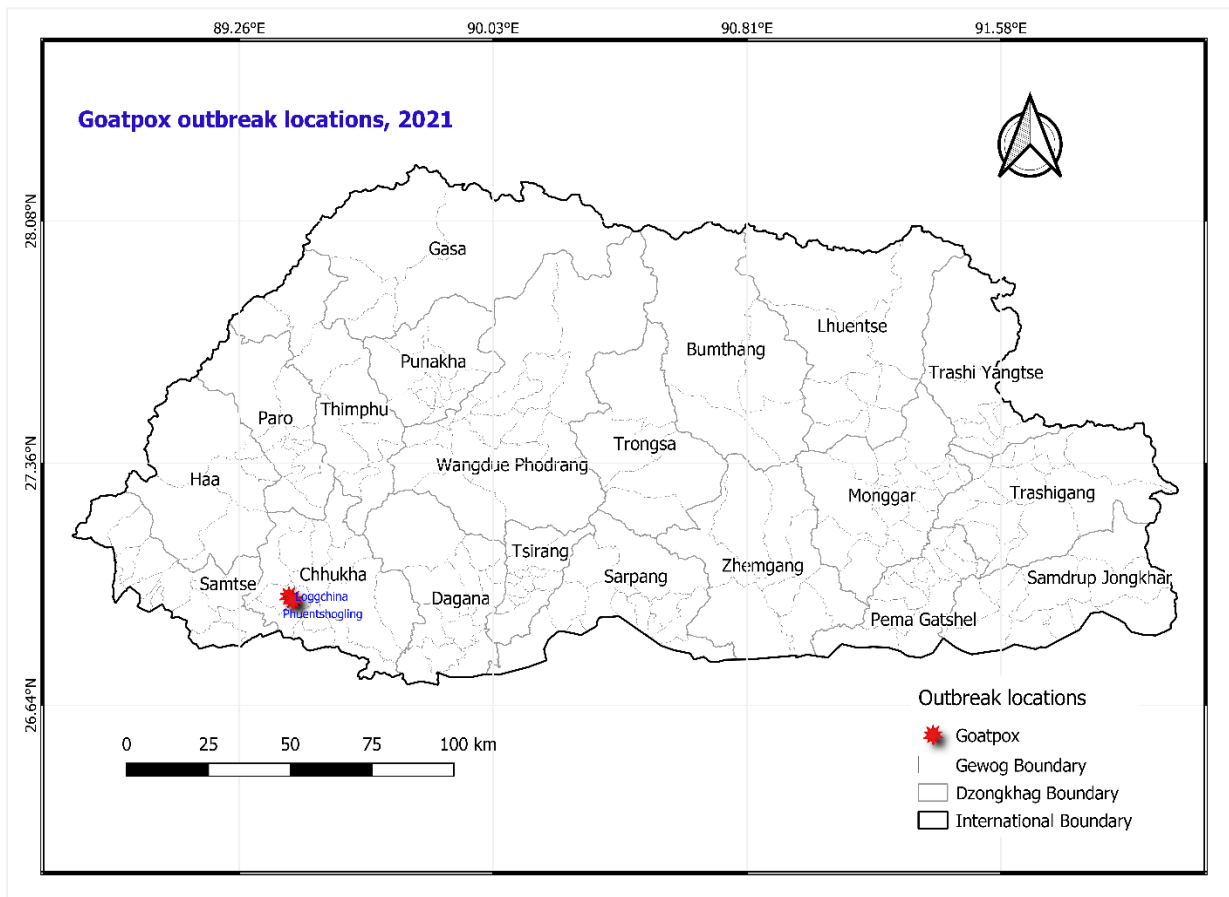 89.26°E 90.03°E 90.81°E 91.58°E
Goatpox outbreak locations, 2021
28.08°N
Gasa
Lhuentse
Bumthang
Punakha
Trashi Yangtse
Thimphu
Paro
Trongsa
27.36°N
Wangdue Phodrang
Haa
Monggar
Trashigang
Tsirang
Zhemgang
Chhukha
Sarpang
Samdrup Jongkhar
Samtse
Loggchina
Dagana
Phuentshogling
Pema Gatshel
26.64°N
Outbreak locations
Goatpox
Gewog Boundary
Dzongkhag Boundary
International Boundary
0 25 50 75 100 km